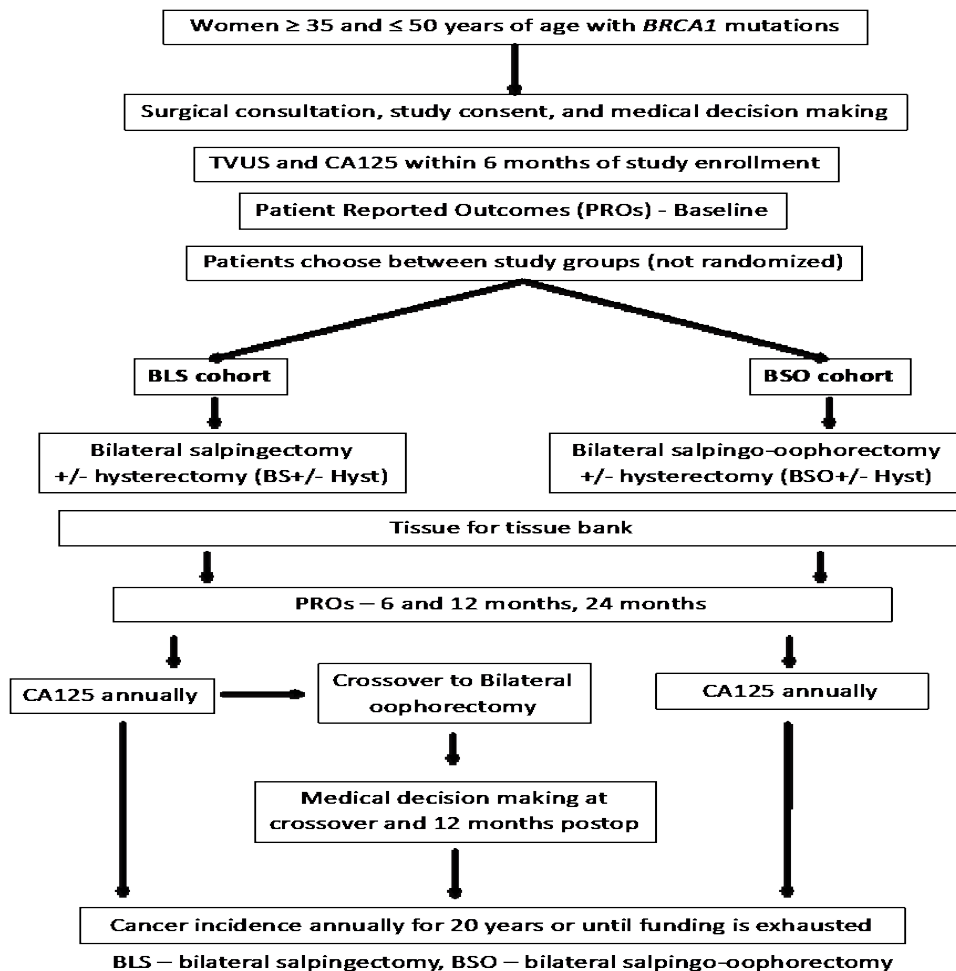 Women ≥ 35 and ≤ 50 years of age with BRCA1 mutations
Surgical consultation, study consent, and medical decision making
TVUS and CA125 within 6 months of study enrollment
Patient Reported Outcomes (PROs) - Baseline
Patients choose between study groups (not randomized)
BLS cohort
BSO cohort
Bilateral salpingectomy
+/- hysterectomy (BS+/- Hyst)
Bilateral salpingo-oophorectomy
+/- hysterectomy (BSO+/- Hyst)
Tissue for tissue bank
PROs – 6 and 12 months, 24 months
CA125 annually
Crossover to Bilateral
oophorectomy
CA125 annually
Medical decision making at
crossover and 12 months postop
Cancer incidence annually for 20 years or until funding is exhausted
BLS – bilateral salpingectomy, BSO – bilateral salpingo-oophorectomy